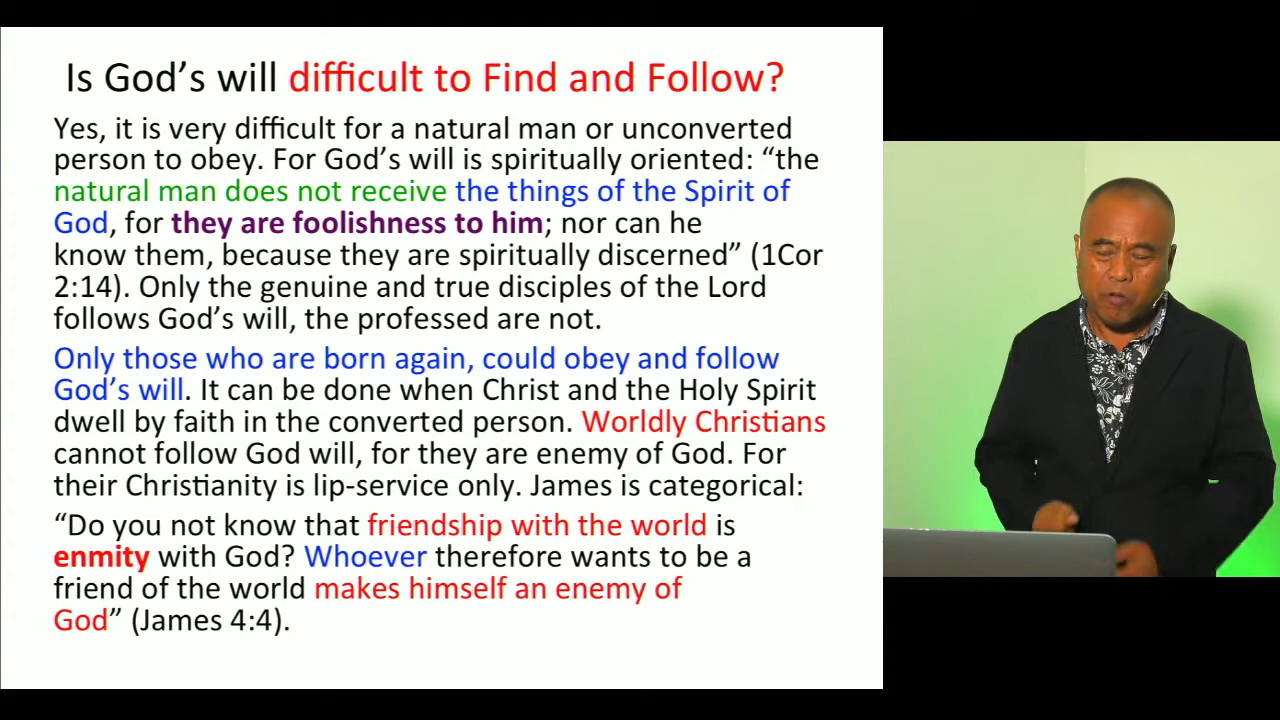 Is God’s will difficult to Find and Follow?
Yes, it is very difficult for a natural man or unconverted
person to obey. For God’s will is spiritually oriented: “the
natural man does not receive the things of the Spirit of
God, for they are foolishness to him; nor can he
know them, because they are spiritually discerned” (1Cor
2:14). Only the genuine and true disciples of the Lord
follows God’s will, the professed are not.
Only those who are born again, could obey and follow
God’s will. It can be done when Christ and the Holy Spirit
dwell by faith in the converted person. Worldly Christians
cannot follow God will, for they are enemy of God. For
their Christianity is lip-service only. James is categorical:
“Do you not know that friendship with the world is
enmity with God? Whoever therefore wants to be a
friend of the world makes himself an enemy of
God” (James 4:4).